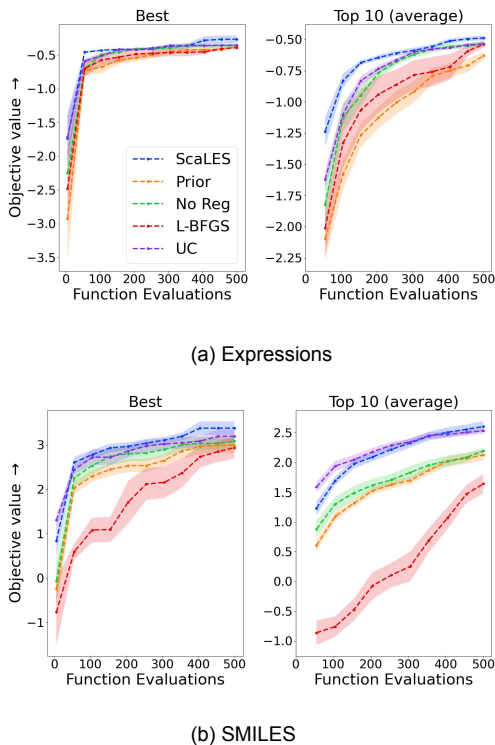 Best
Top 10 (average)
Objective value →
−0.5
−1.0
−1.5
−2.0
−2.5
−3.0
−3.5
ScaLES
Prior
No Reg
L-BFGS
UC
0 100 200 300 400 500
Function Evaluations
−0.50
−0.75
−1.00
−1.25
−1.50
−1.75
−2.00
−2.25
0 100 200 300 400 500
Function Evaluations
(a) Expressions
Best
Top 10 (average)
Objective value →
3
2
1
0
−1
0 100 200 300 400 500
Function Evaluations
2.5
2.0
1.5
1.0
0.5
0.0
−0.5
−1.0
0 100 200 300 400 500
Function Evaluations
(b) SMILES